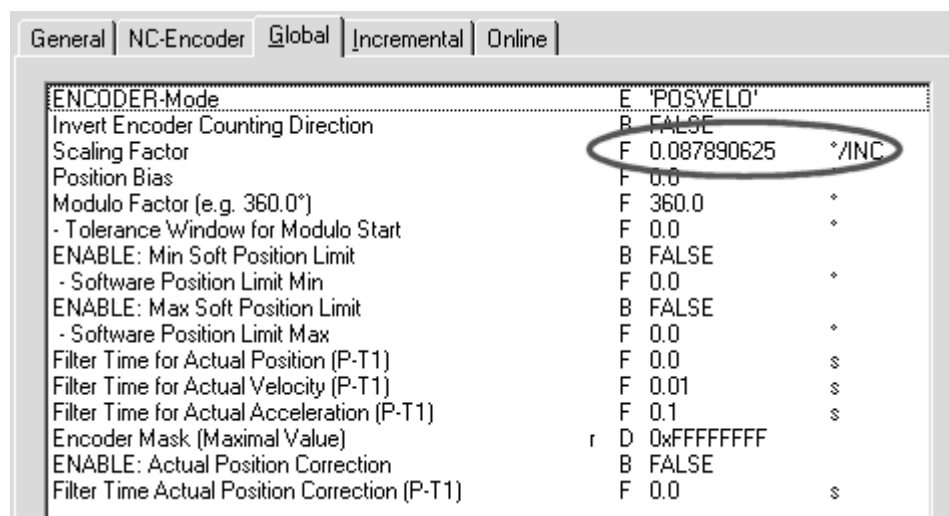 General NC-Encoder Global Incremental Online
ENCODER-Mode E 'POSVELO'
Invert Encoder Counting Direction B FALSE
Scaling Factor F 0.087890625 °/INC
Position Bias F 0.0 °
Modulo Factor (e.g. 360.0°) F 360.0 °
- Tolerance Window for Modulo Start F 0.0 °
ENABLE: Min Soft Position Limit B FALSE
- Software Position Limit Min F 0.0 °
ENABLE: Max Soft Position Limit B FALSE
- Software Position Limit Max F 0.0 °
Filter Time for Actual Position (P-T1) F 0.0 s
Filter Time for Actual Velocity (P-T1) F 0.01 s
Filter Time for Actual Acceleration (P-T1) F 0.1 s
Encoder Mask (Maximal Value) r D 0xFFFFFFFF
ENABLE: Actual Position Correction B FALSE
Filter Time Actual Position Correction (P-T1) F 0.0 s